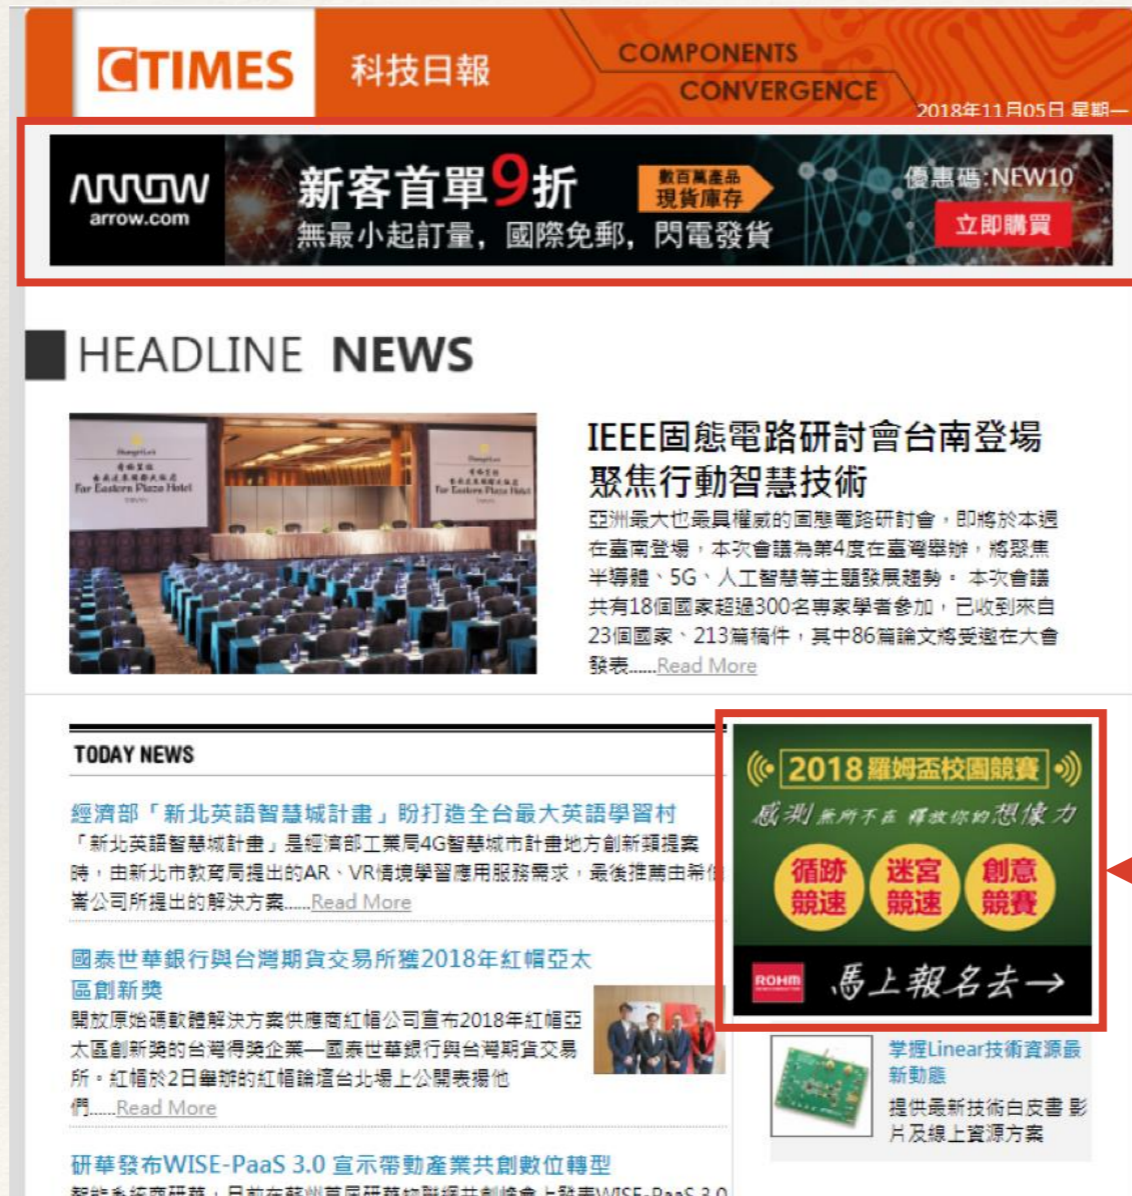 CTIMES 科技日報
COMPONENTS
CONVERGENCE
2018年11月05日 星期一
ARROW
arrow.com
新客首單9折
無最小起訂量，國際免郵，閃電發貨
數百萬產品
現貨庫存
優惠碼:NEW10
立即購買
HEADLINE NEWS
Far Eastern Plaza Hotel
Far Eastern Plaza Hotel
IEEE固態電路研討會台南登場
聚焦行動智慧技術
亞洲最大也最具權威的固態電路研討會，即將於本週
在臺南登場，本次會議為第4度在臺灣舉辦，將聚焦
半導體、5G、人工智慧等主題發展趨勢。 本次會議
共有18個國家超過300名專家學者參加，已收到來自
23個國家、213篇稿件，其中86篇論文將受邀在大會
發表......Read More
TODAY NEWS
經濟部「新北英語智慧城計畫」盼打造全台最大英語學習村
「新北英語智慧城計畫」是經濟部工業局4G智慧城市計畫地方創新類提案
時，由新北市教育局提出的AR、VR情境學習應用服務需求，最後推薦由希伯
崙公司所提出的解決方案......Read More
國泰世華銀行與台灣期貨交易所獲2018年紅帽亞太
區創新獎
開放原始碼軟體解決方案供應商紅帽公司宣布2018年紅帽亞
太區創新獎的台灣得獎企業—國泰世華銀行與台灣期貨交易
所。紅帽於2日舉辦的紅帽論壇台北場上公開表揚他
們......Read More
研華發布WISE-PaaS 3.0 宣示帶動產業共創數位轉型
2018羅姆盃校園競賽
感測無所不在 釋放你的想像力
循跡
競速
迷宮
競速
創意
競賽
ROHM
馬上報名去→
掌握Linear技術資源最
新動態
提供最新技術白皮書 影
片及線上資源方案